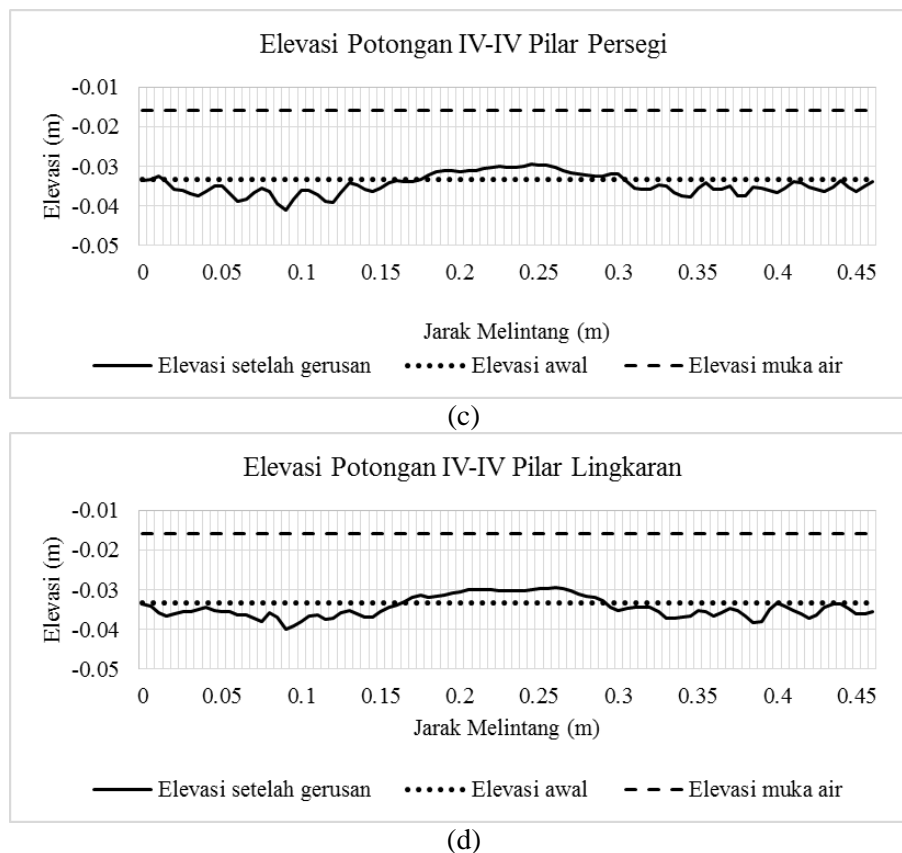 Elevasi Potongan IV-IV Pilar Persegi
Elevasi (m)
-0.01
-0.02
-0.03
-0.04
-0.05
0 0.05 0.1 0.15 0.2 0.25 0.3 0.35 0.4 0.45
Jarak Melintang (m)
Elevasi setelah gerusan Elevasi awal Elevasi muka air
(c)
Elevasi Potongan IV-IV Pilar Lingkaran
Elevasi (m)
-0.01
-0.02
-0.03
-0.04
-0.05
0 0.05 0.1 0.15 0.2 0.25 0.3 0.35 0.4 0.45
Jarak Melintang (m)
Elevasi setelah gerusan Elevasi awal Elevasi muka air
(d)